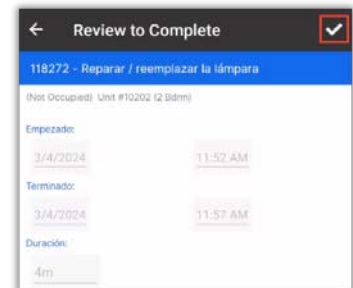 Review to Complete
118272 - Reparar / reemplazar la lámpara
(Not Occupied) Unit #10202 (2 Bdrm)
Empezado:
3/4/2024 11:52 AM
Terminado:
3/4/2024 11:57 AM
Duración:
4m